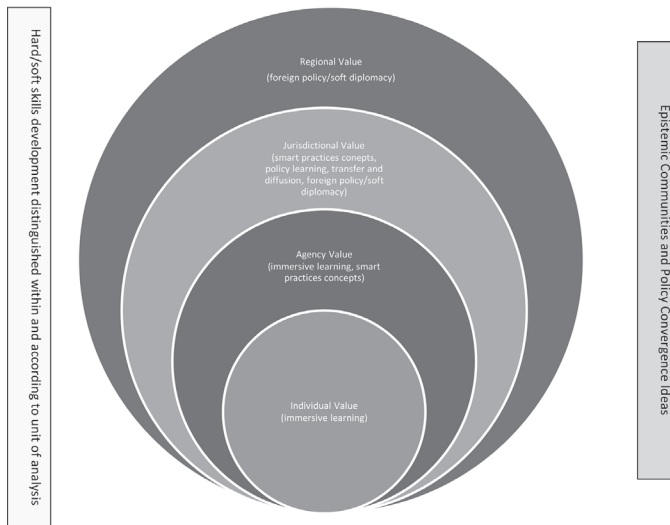 Hard/soft skills development distinguished within and according to unit of analysis
Regional Value
(foreign policy/soft diplomacy)
Jurisdictional Value
(smart practices conepts,
policy learning, transfer and
diffusion, foreign policy/soft
diplomacy)
Agency Value
(immersive learning, smart
practices concepts)
Individual Value
(immersive learning)
Epistemic Communities and Policy Convergence Ideas